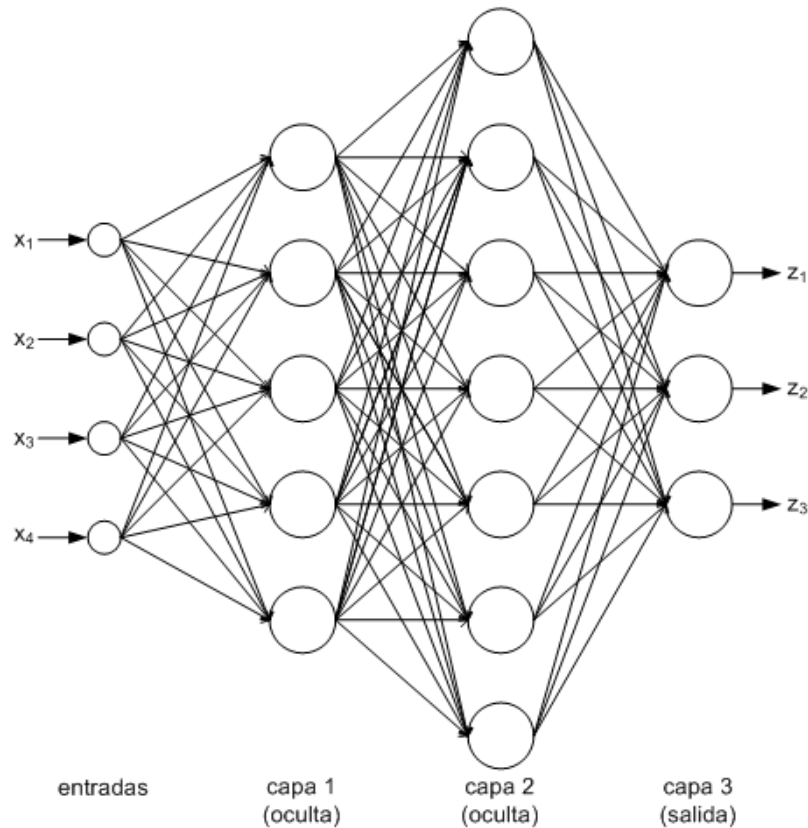 x1
x2
x3
x4
z1
z2
z3
entradas
capa 1
(oculta)
capa 2
(oculta)
capa 3
(salida)